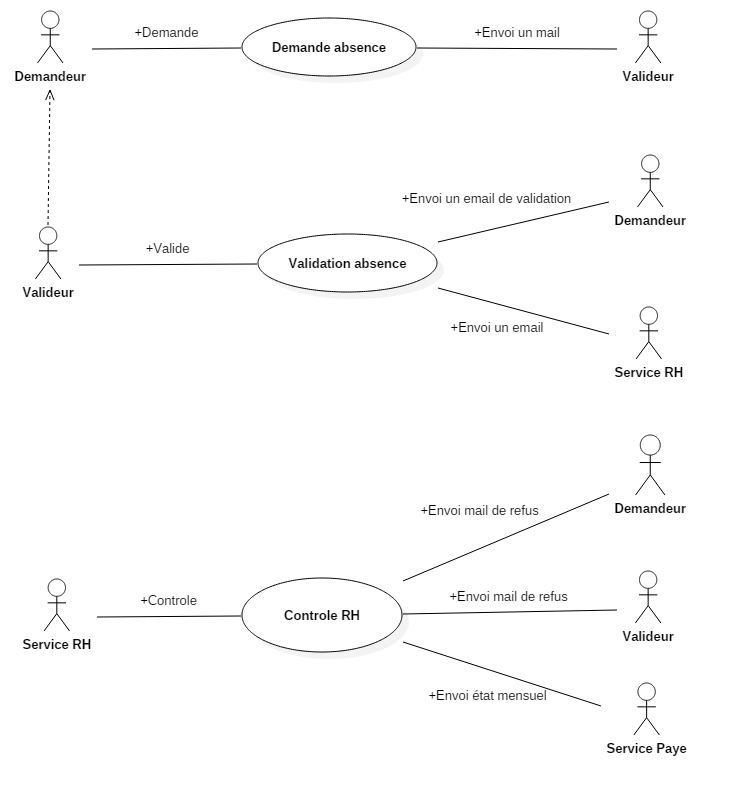 +Demande
+Envoi un mail
Demande absence
Demandeur
Valideur
+Envoi un email de validation
Demandeur
+Valide
Validation absence
Valideur
+Envoi un email
Service RH
+Envoi mail de refus
Demandeur
+Controle
+Envoi mail de refus
Controle RH
Service RH
Valideur
+Envoi état mensuel
Service Paye